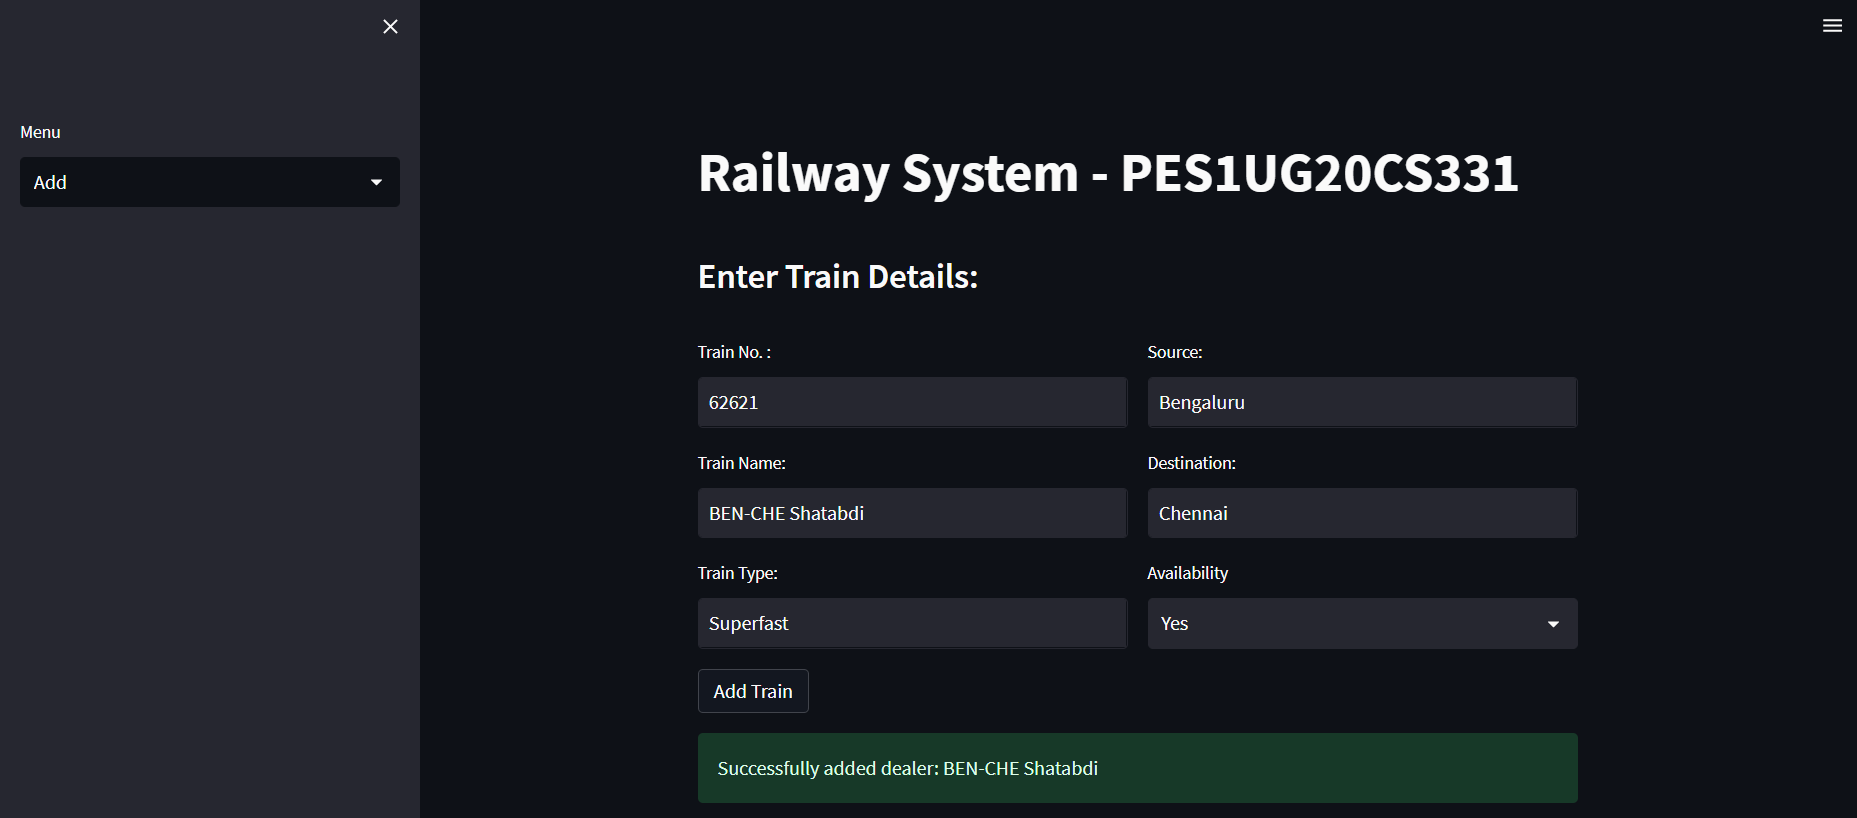 Menu
Add
Railway System - PES1UG20CS331
Enter Train Details:
Train No. :
62621
Source:
Bengaluru
Train Name:
BEN-CHE Shatabdi
Destination:
Chennai
Train Type:
Superfast
Availability
Yes
Add Train
Successfully added dealer: BEN-CHE Shatabdi